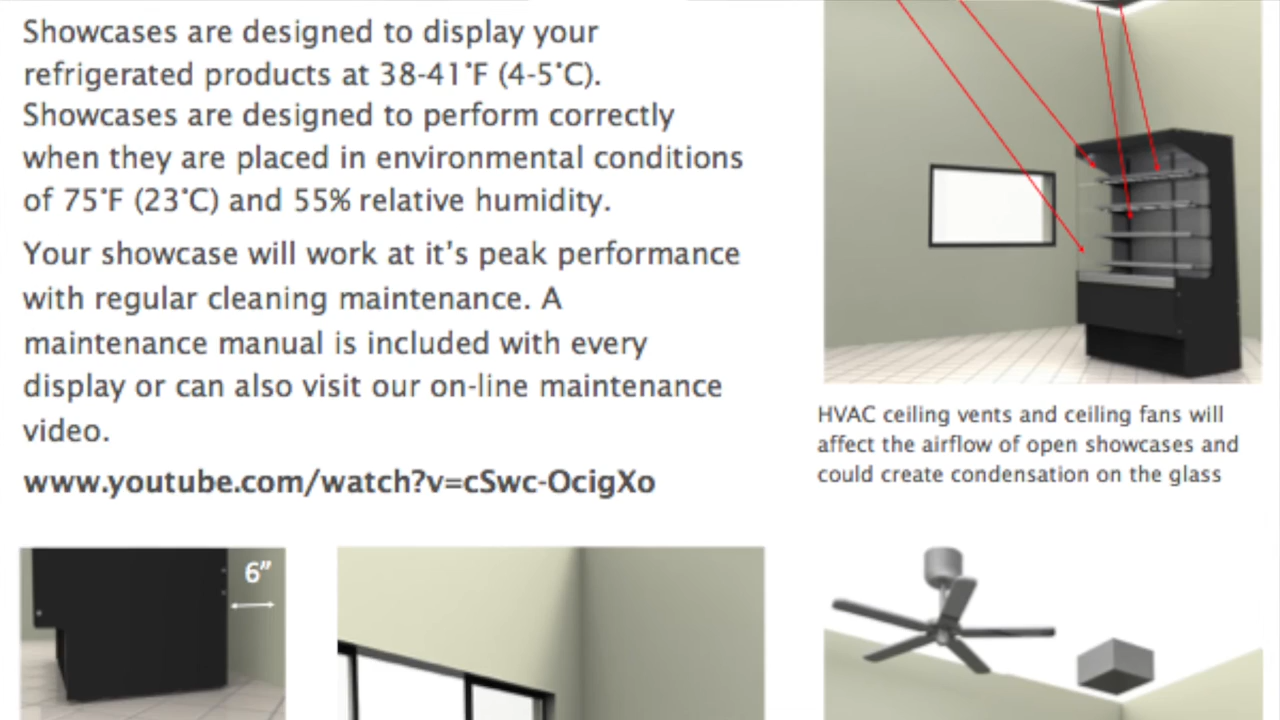 Showcases are designed to display your
refrigerated products at 38-41°F (4-5°C).
Showcases are designed to perform correctly
when they are placed in environmental conditions
of 75°F (23°C) and 55% relative humidity.
Your showcase will work at it’s peak performance
with regular cleaning maintenance. A
maintenance manual is included with every
display or can also visit our on-line maintenance
video.
www.youtube.com/watch?v=cSwc-OcigXo
HVAC ceiling vents and ceiling fans will
affect the airflow of open showcases and
could create condensation on the glass
6”